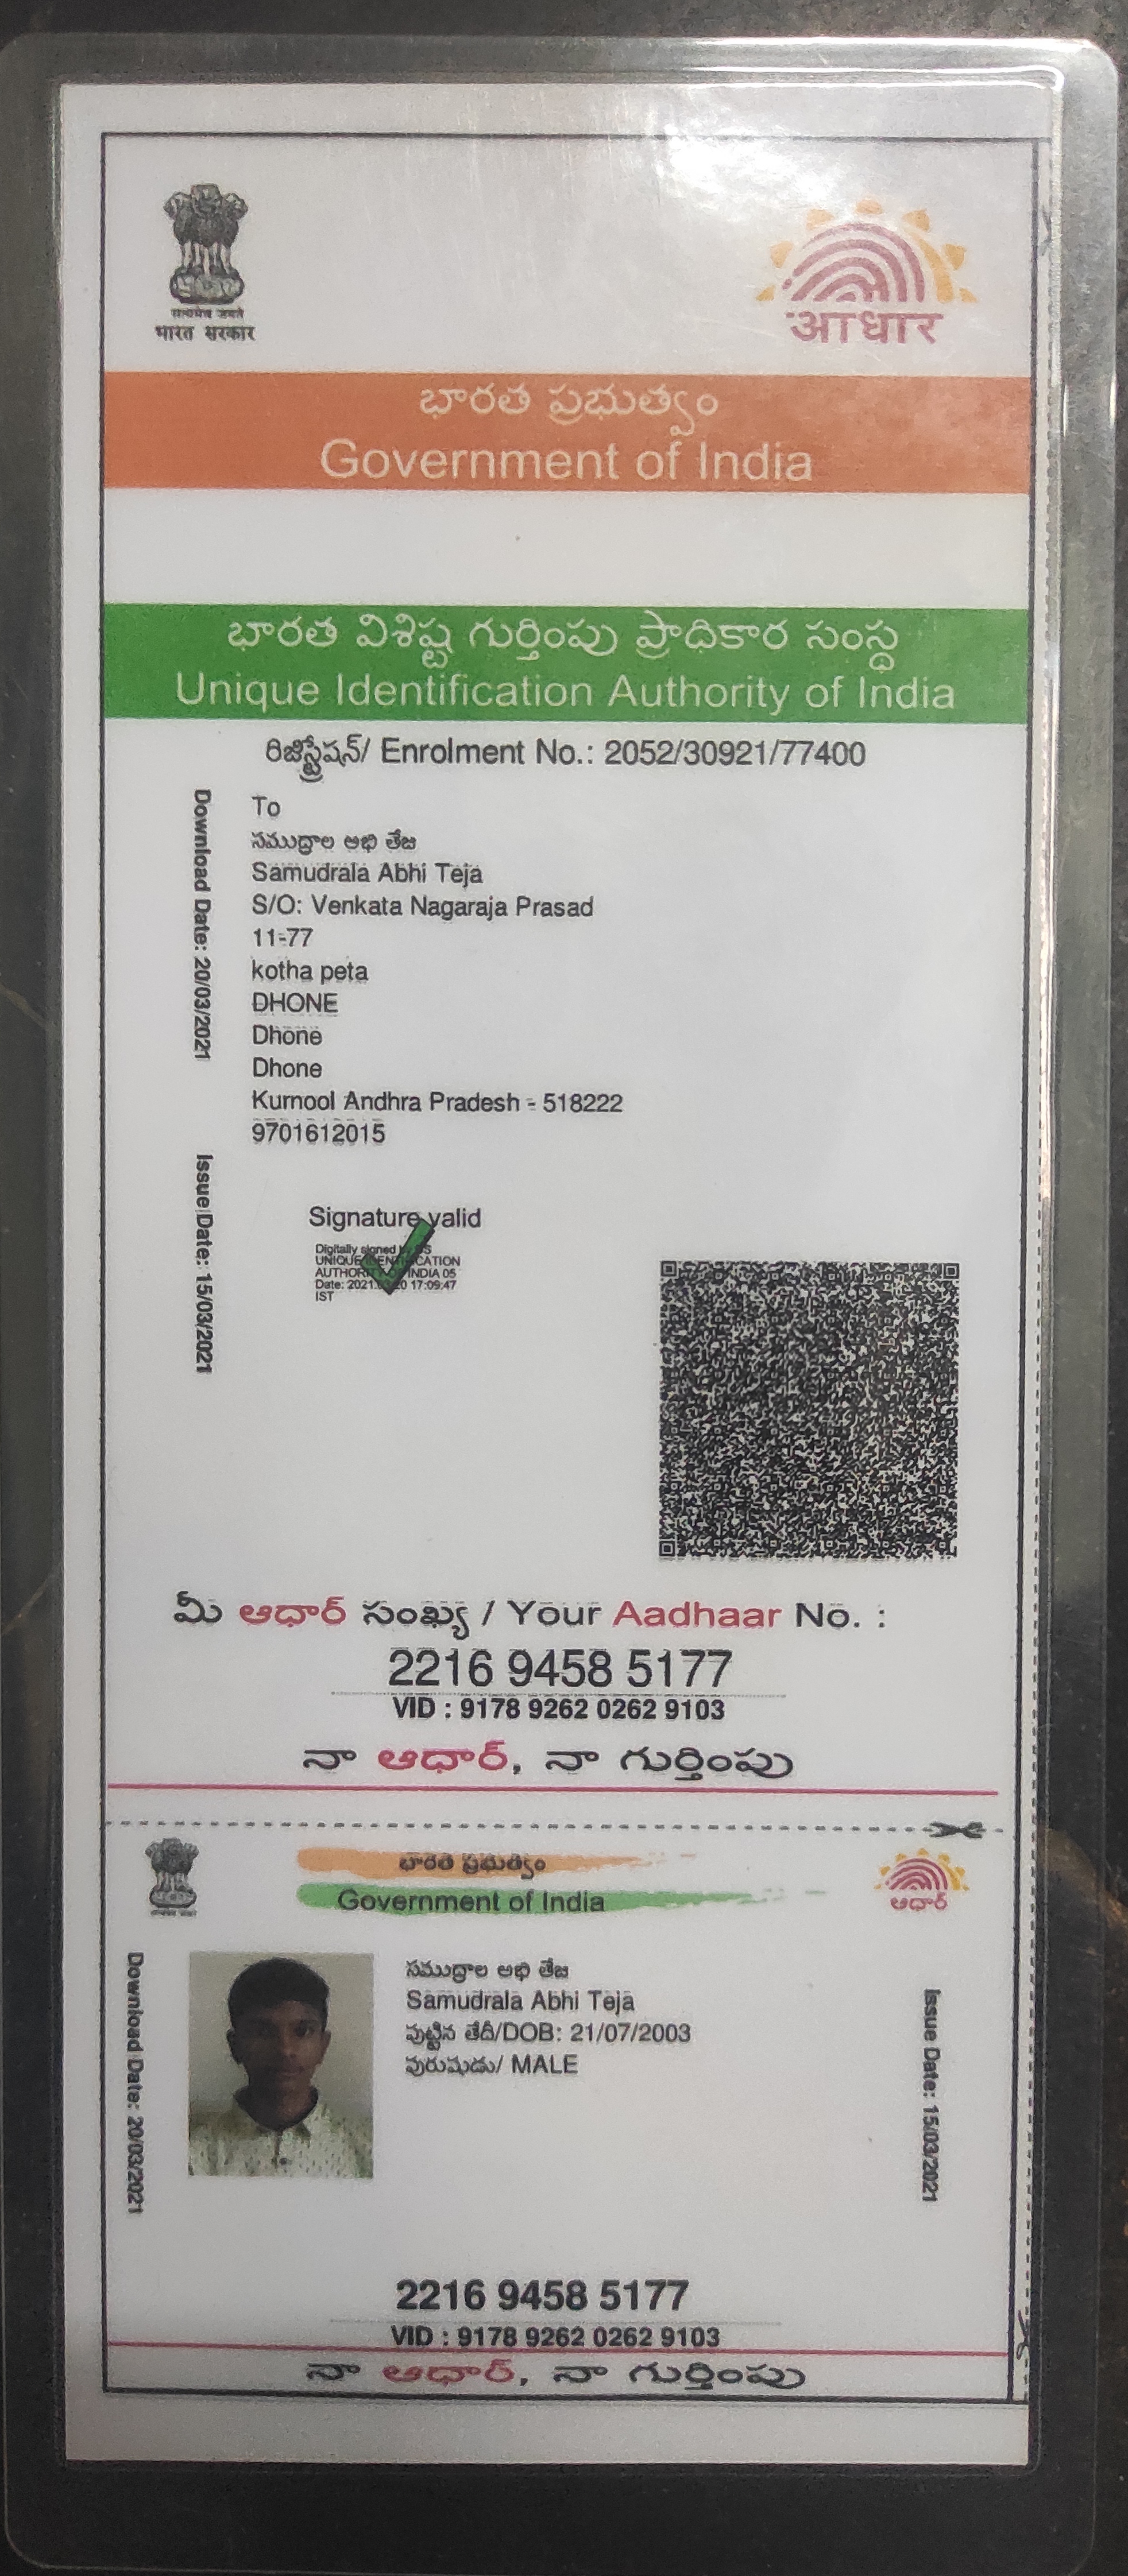 सत्यमेव जयते
भारत सरकार
आधार
భారత ప్రభుత్వం
Government of India
భారత విశిష్ట గుర్తింపు ప్రాధికార సంస్థ
Unique Identification Authority of India
రిజిస్ట్రేషన్/ Enrolment No.: 2052/30921/77400
Download Date: 20/03/2021
Issue Date: 15/03/2021
To
సముద్రాల అభి తేజ
Samudrala Abhi Teja
S/O: Venkata Nagaraja Prasad
11-77
kotha peta
DHONE
Dhone
Dhone
Kurnool Andhra Pradesh - 518222
9701612015
Signature valid
Digitally signed by DS
UNIQUE IDENTIFICATION
AUTHORITY OF INDIA 05
Date: 2021.03.20 17:09:47
IST
మీ ఆధార్ సంఖ్య / Your Aadhaar No. :
2216 9458 5177
VID : 9178 9262 0262 9103
నా ఆధార్, నా గుర్తింపు
భారత ప్రభుత్వం
Government of India
ఆధార్
Download Date: 20/03/2021
సముద్రాల అభి తేజ
Samudrala Abhi Teja
పుట్టిన తేదీ/DOB: 21/07/2003
పురుషుడు/ MALE
Issue Date: 15/03/2021
2216 9458 5177
VID : 9178 9262 0262 9103
నా ఆధార్, నా గుర్తింపు